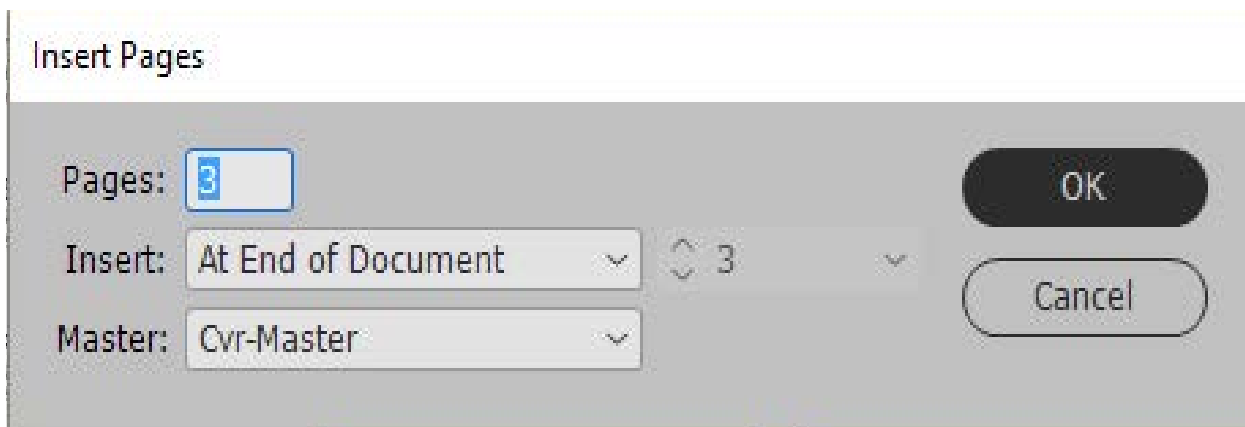 Insert Pages
Pages: 3
OK
Insert: At End of Document 3
Cancel
Master: Cvr-Master